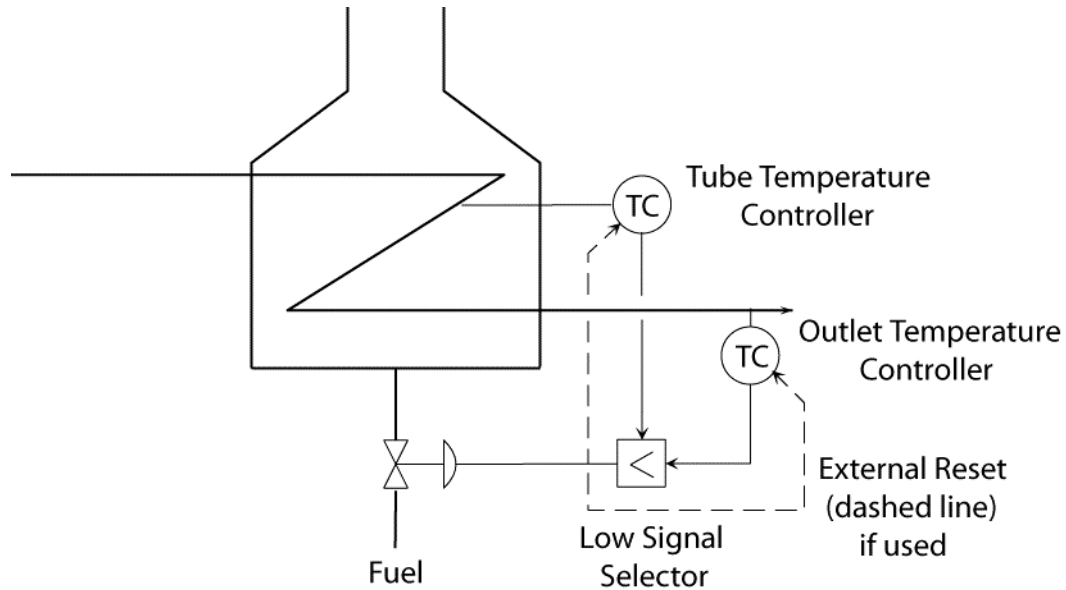 TC
Tube Temperature
Controller
TC
Outlet Temperature
Controller
<
External Reset
(dashed line)
if used
Low Signal
Selector
Fuel